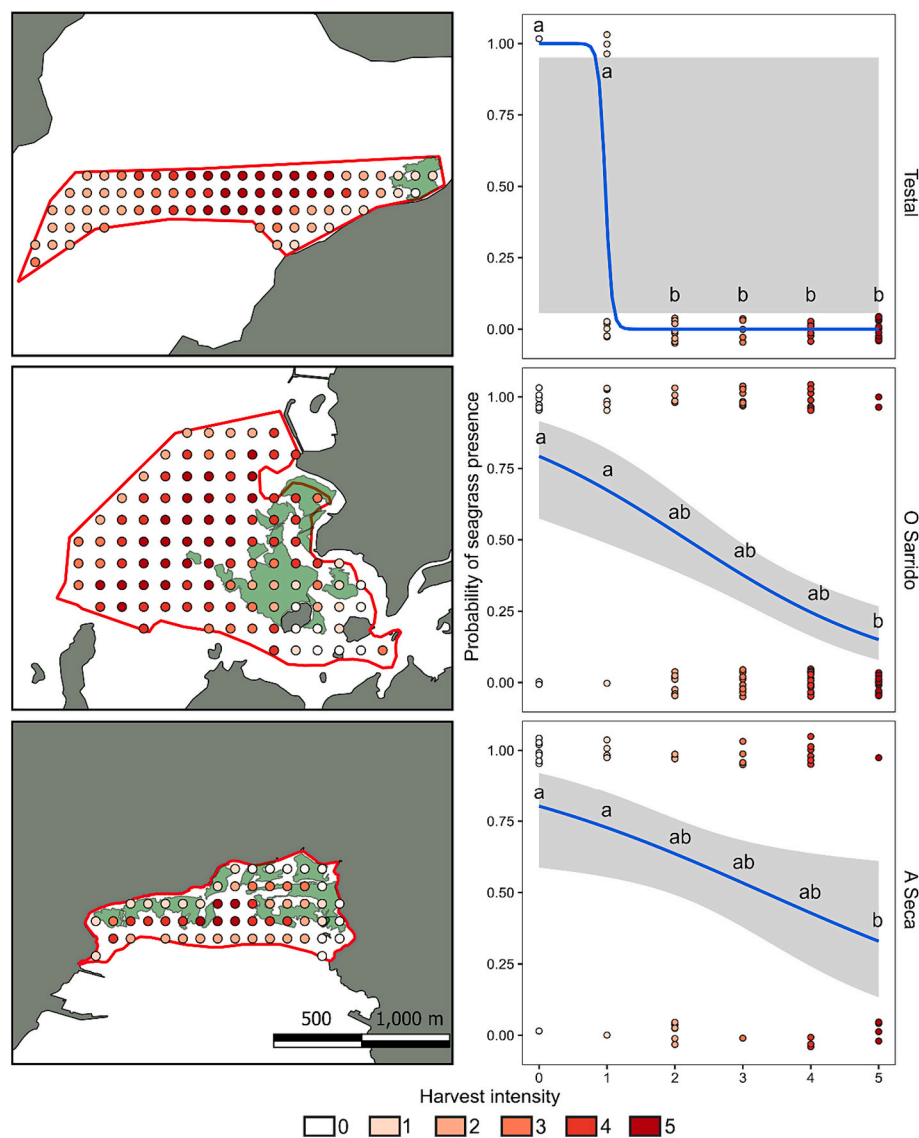 a
1.00
a
0.75
0.50
0.25
b b b b
0.00
Testal
1.00
a
0.75
a
ab
0.50
ab
ab
0.25
b
0.00
O Sarrido
Probability of seagrass presence
1.00
a
0.75
a
ab
ab
0.50
ab
b
0.25
0.00
A Seca
500 1,000 m
0 1 2 3 4 5
Harvest intensity
0 1 2 3 4 5